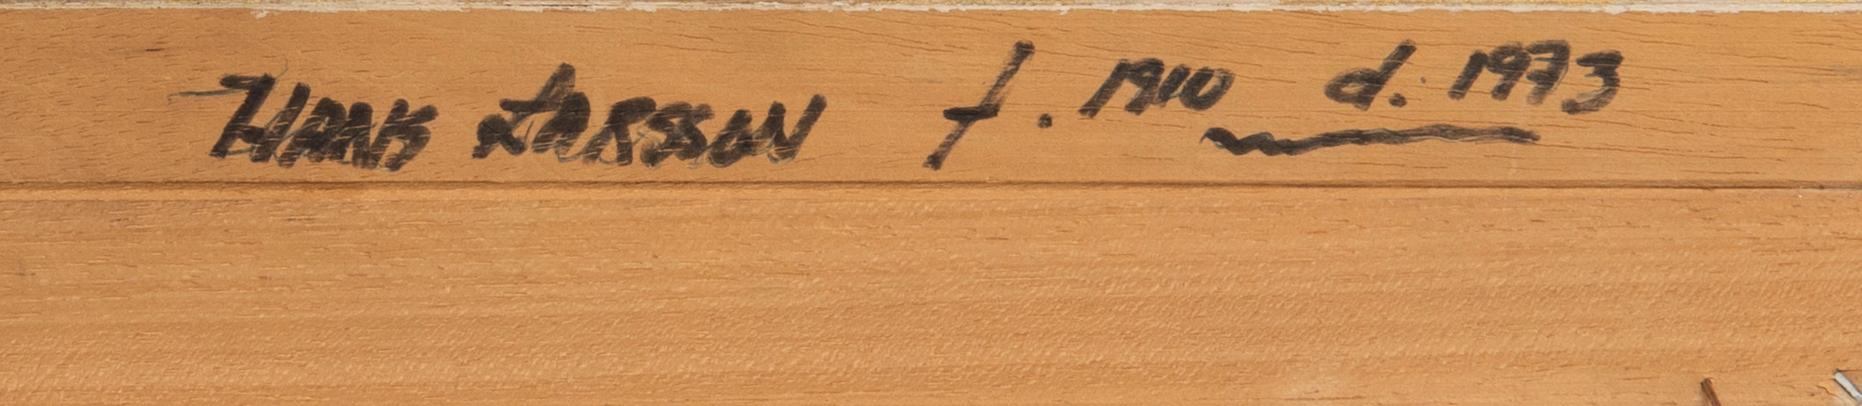 HANS LARSSON f. 1910 d. 1973